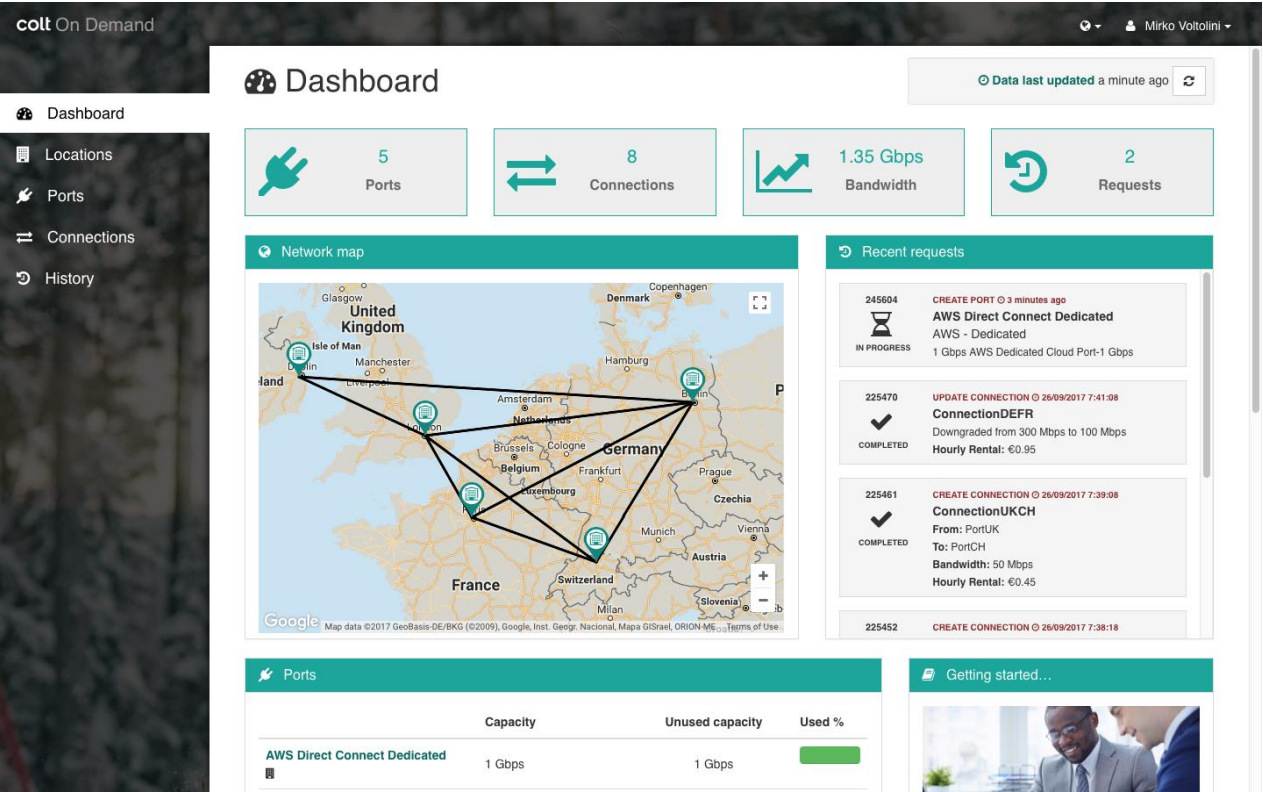 colt On Demand
Mirko Voltolini
Dashboard
Locations
Ports
Connections
History
Dashboard
Data last updated a minute ago
5
Ports
8
Connections
1.35 Gbps
Bandwidth
2
Requests
Network map
Copenhagen
Glasgow
Denmark
United
Kingdom
Isle of Man
Manchester
Hamburg
Liverpool
Amsterdam
Netherlands
London
Brussels
Cologne
Germany
Belgium
Frankfurt
Prague
Luxembourg
Czechia
Munich
Vienna
Austria
France
Switzerland
Slovenia
Milan
Google
Map data ©2017 GeoBasis-DE/BKG (©2009), Google, Inst. Geogr. Nacional, Mapa GISrael, ORION-ME
Terms of Use
Recent requests
245604
CREATE PORT 3 minutes ago
AWS Direct Connect Dedicated
AWS - Dedicated
IN PROGRESS
1 Gbps AWS Dedicated Cloud Port-1 Gbps
225470
UPDATE CONNECTION 26/09/2017 7:41:08
ConnectionDEFR
Downgraded from 300 Mbps to 100 Mbps
COMPLETED
Hourly Rental: €0.95
225461
CREATE CONNECTION 26/09/2017 7:39:08
ConnectionUKCH
From: PortUK
COMPLETED
To: PortCH
Bandwidth: 50 Mbps
Hourly Rental: €0.45
225452
CREATE CONNECTION 26/09/2017 7:38:18
Ports
Capacity
Unused capacity
Used %
AWS Direct Connect Dedicated
1 Gbps
1 Gbps
Getting started...